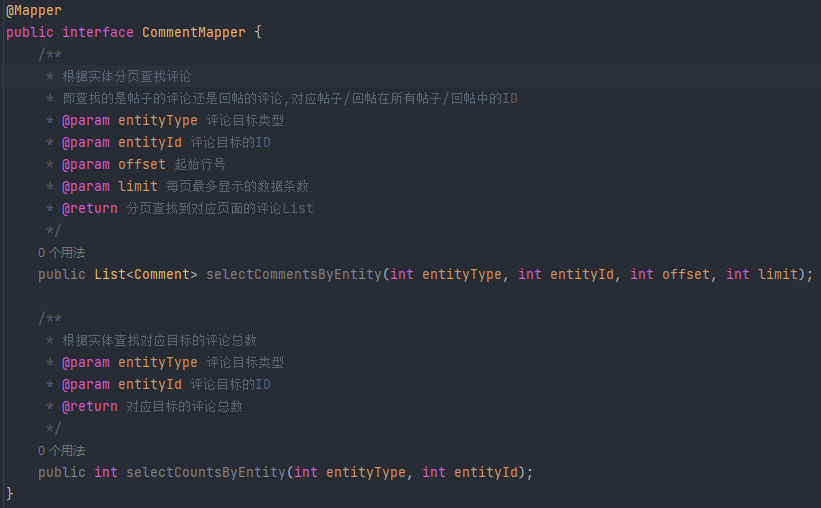 @Mapper
public interface CommentMapper {
/**
* 根据实体分页查找评论
* 即查找的是帖子的评论还是回帖的评论,对应帖子/回帖在所有帖子/回帖中的ID
* @param entityType 评论目标类型
* @param entityId 评论目标的ID
* @param offset 起始行号
* @param limit 每页最多显示的数据条数
* @return 分页查找到对应页面的评论List
*/
0 个用法
public List<Comment> selectCommentsByEntity(int entityType, int entityId, int offset, int limit);
/**
* 根据实体查找对应目标的评论总数
* @param entityType 评论目标类型
* @param entityId 评论目标的ID
* @return 对应目标的评论总数
*/
0 个用法
public int selectCountsByEntity(int entityType, int entityId);
}